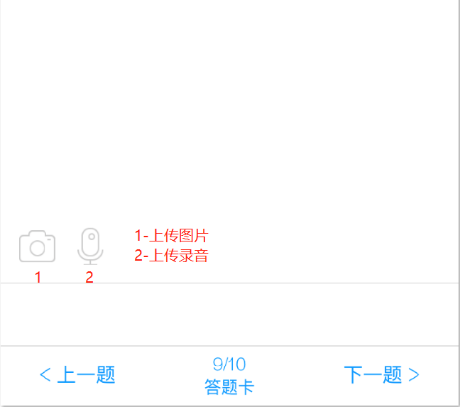 1-上传图片
2-上传录音
1 2
9/10
< 上一题 答题卡 下一题 >